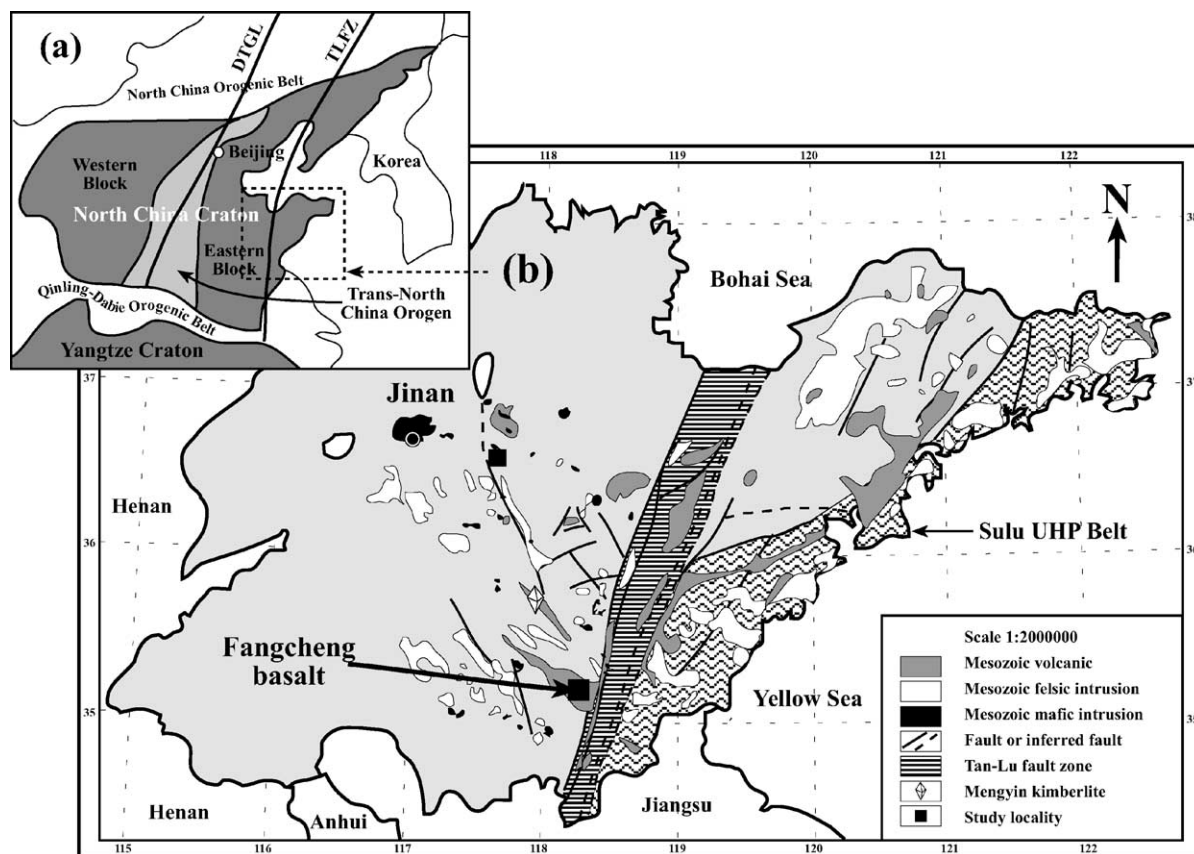 (a)
DTGL
TLFZ
North China Orogenic Belt
Western
Block
Beijing
Korea
North China Craton
Eastern
Block
Qinling-Dabie Orogenic Belt
Trans-North
China Orogen
Yangtze Craton
(b)
118
119
120
121
122
N
Bohai Sea
37
Jinan
37
Henan
36
36
Sulu UHP Belt
Fangcheng
basalt
35
Yellow Sea
Henan
Anhui
Jiangsu
Scale 1:2000000
Mesozoic volcanic
Mesozoic felsic intrusion
Mesozoic mafic intrusion
Fault or inferred fault
Tan-Lu fault zone
Mengyin kimberlite
Study locality
115
116
117
118
119
120
121
122